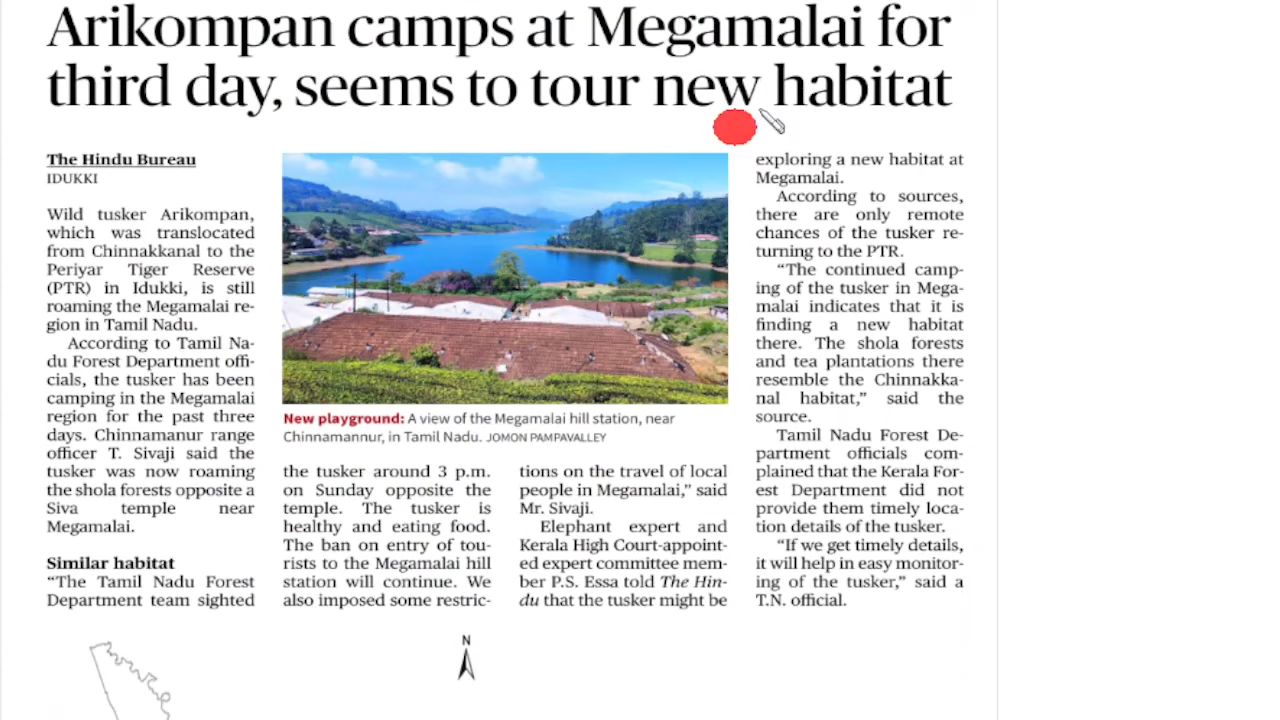 Arikompan camps at Megamalai for
third day, seems to tour new habitat
The Hindu Bureau
IDUKKI
Wild tusker Arikompan,
which was translocated
from Chinnakkanal to the
Periyar Tiger Reserve
(PTR) in Idukki, is still
roaming the Megamalai re-
gion in Tamil Nadu.
According to Tamil Na-
du Forest Department offi-
cials, the tusker has been
camping in the Megamalai
region for the past three
days. Chinnamanur range
officer T. Sivaji said the
tusker was now roaming
the shola forests opposite a
Siva temple near
Megamalai.
Similar habitat
“The Tamil Nadu Forest
Department team sighted
New playground: A view of the Megamalai hill station, near
Chinnamannur, in Tamil Nadu. JOMON PAMPAVALLEY
the tusker around 3 p.m.
on Sunday opposite the
temple. The tusker is
healthy and eating food.
The ban on entry of tou-
rists to the Megamalai hill
station will continue. We
also imposed some restric-
tions on the travel of local
people in Megamalai,” said
Mr. Sivaji.
Elephant expert and
Kerala High Court-appoint-
ed expert committee mem-
ber P.S. Essa told The Hin-
du that the tusker might be
exploring a new habitat at
Megamalai.
According to sources,
there are only remote
chances of the tusker re-
turning to the PTR.
“The continued camp-
ing of the tusker in Mega-
malai indicates that it is
finding a new habitat
there. The shola forests
and tea plantations there
resemble the Chinnakka-
nal habitat,” said the
source.
Tamil Nadu Forest De-
partment officials com-
plained that the Kerala For-
est Department did not
provide them timely loca-
tion details of the tusker.
“If we get timely details,
it will help in easy monitor-
ing of the tusker,” said a
T.N. official.
N